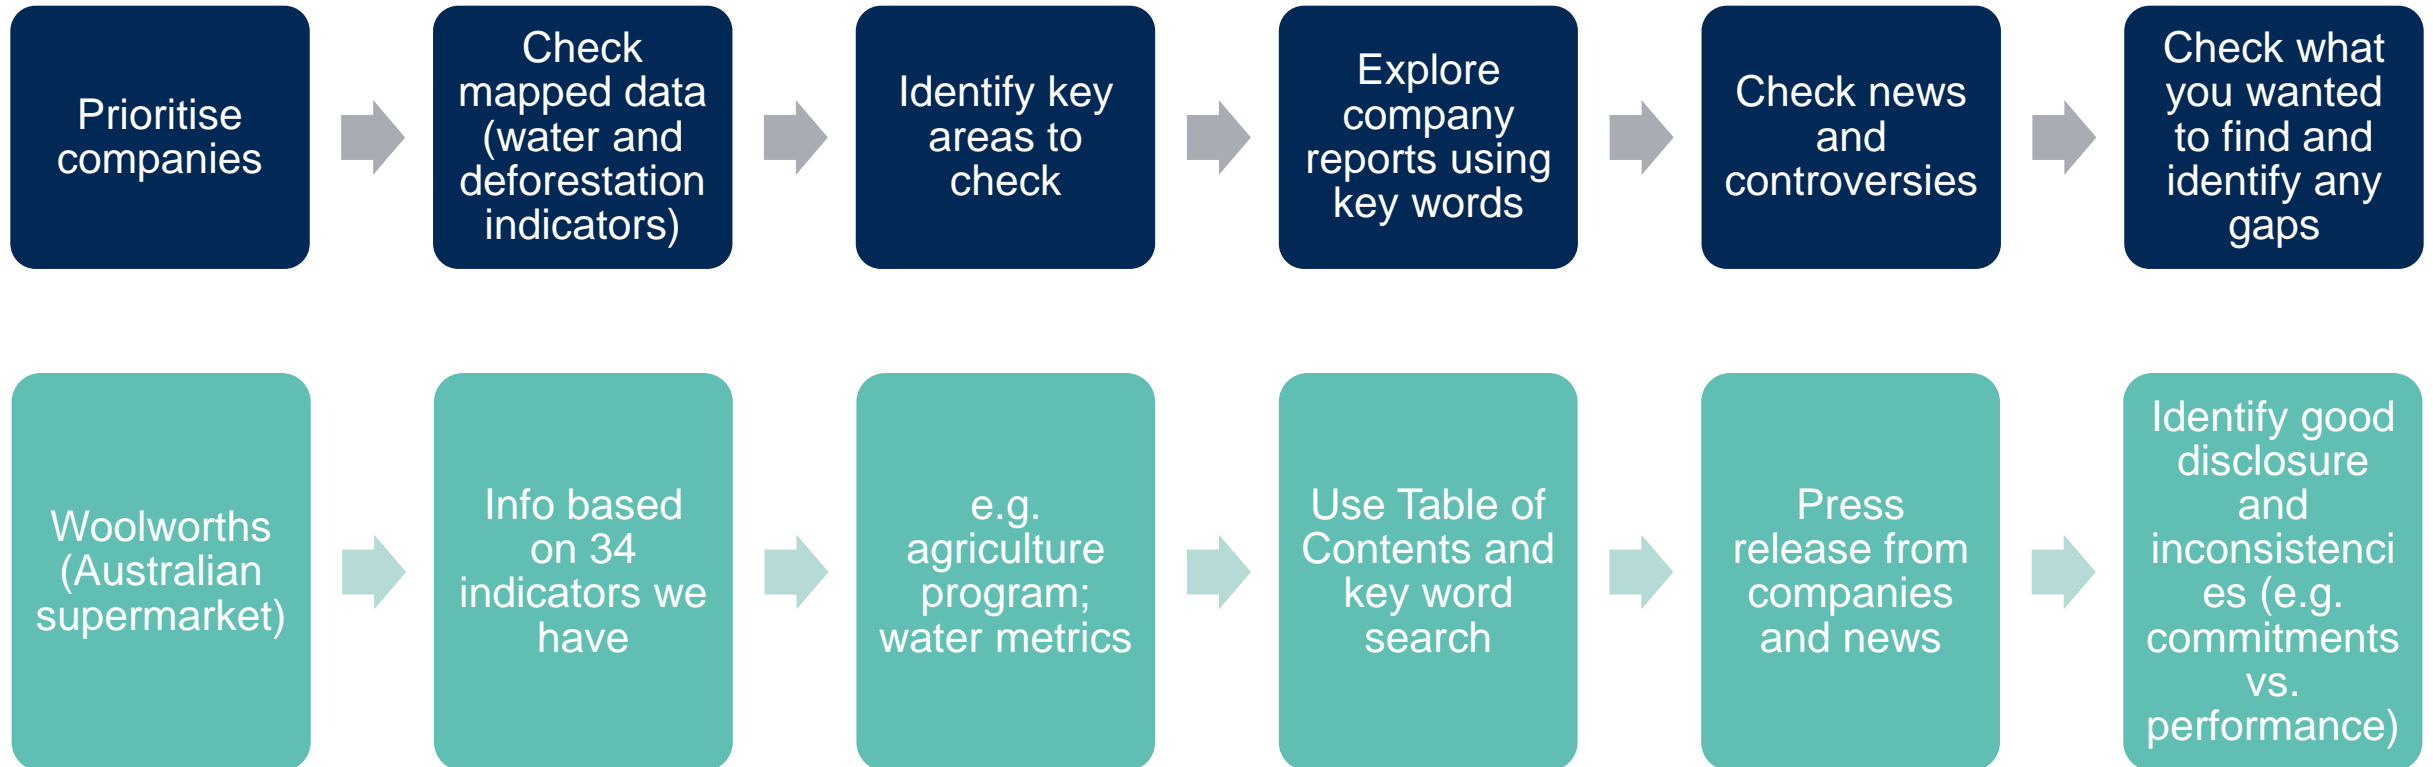 Prioritise
companies
Check
mapped data
(water and
deforestation
indicators)
Identify key
areas to
check
Explore
company
reports using
key words
Check news
and
controversies
Check what
you wanted
to find and
identify any
gaps
Woolworths
(Australian
supermarket)
Info based
on 34
indicators we
have
e.g.
agriculture
program;
water metrics
Use Table of
Contents and
key word
search
Press
release from
companies
and news
Identify good
disclosure
and
inconsistenci
es (e.g.
commitments
vs.
performance)